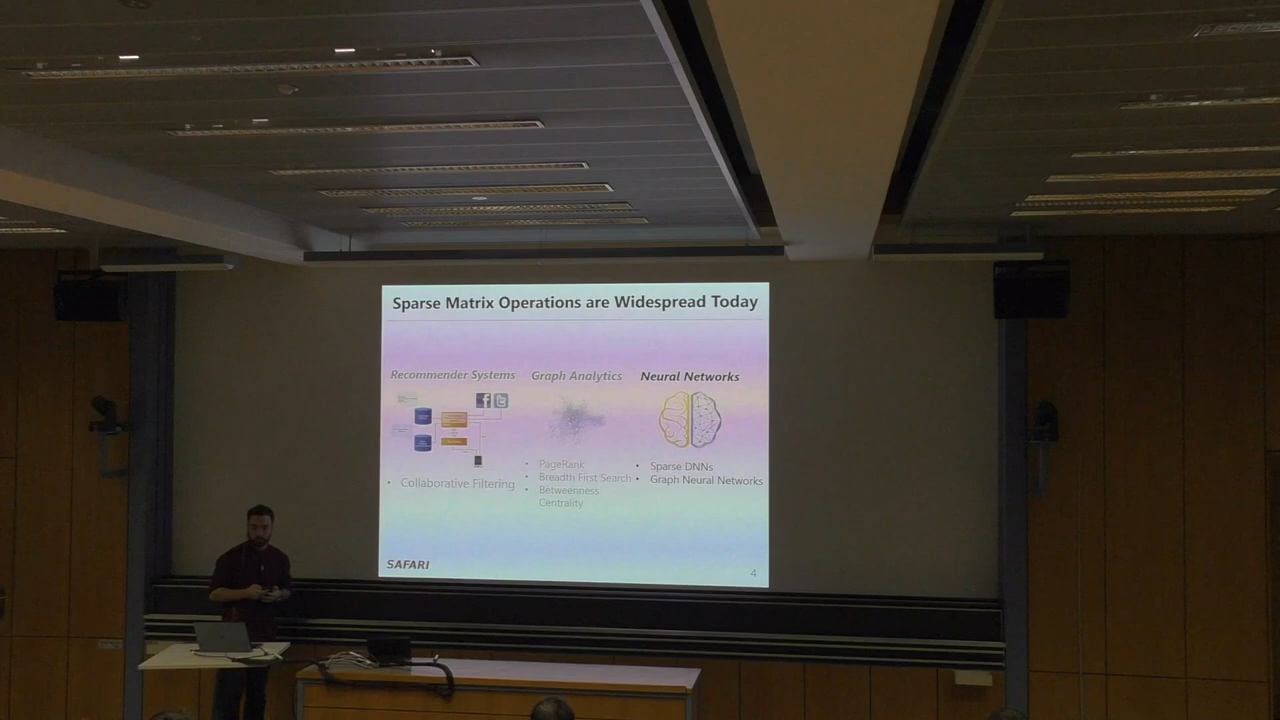 Sparse Matrix Operations are Widespread Today
Recommender Systems
Graph Analytics
Neural Networks
• Collaborative Filtering
• PageRank
• Breadth First Search
• Betweenness
Centrality
• Sparse DNNs
• Graph Neural Networks
SAFARI
4